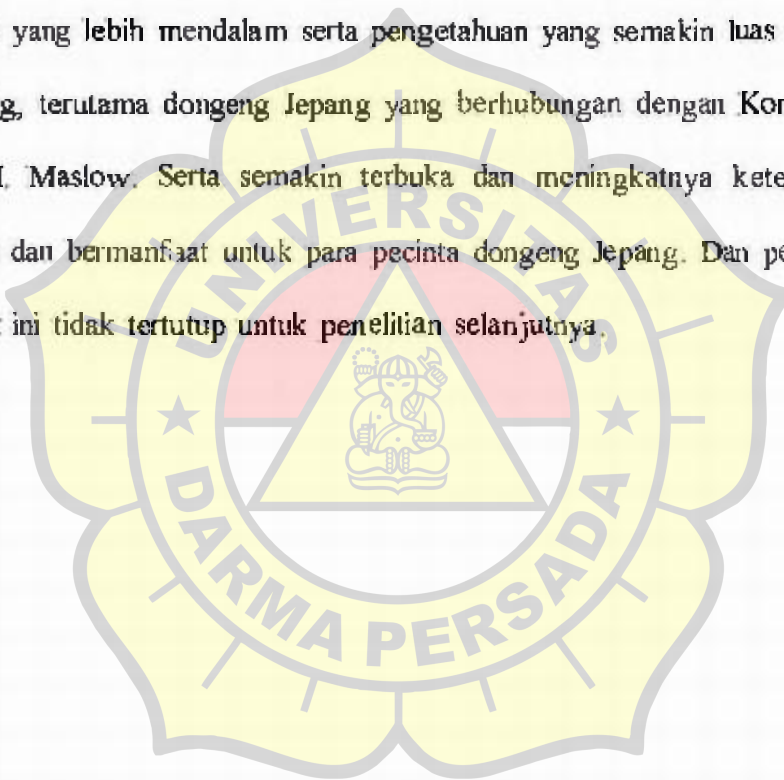 yang lebih mendalam serta pengetahuan yang semakin luas
g, terutama dongeng Jepang yang berhubungan dengan Kon
I. Maslow. Serta semakin terbuka dan meningkatnya kete
dan bermanfaat untuk para pecinta dongeng Jepang. Dan pe
ini tidak tertutup untuk penelitian selanjutnya.
UNIVERSITAS
DARMA PERSADA